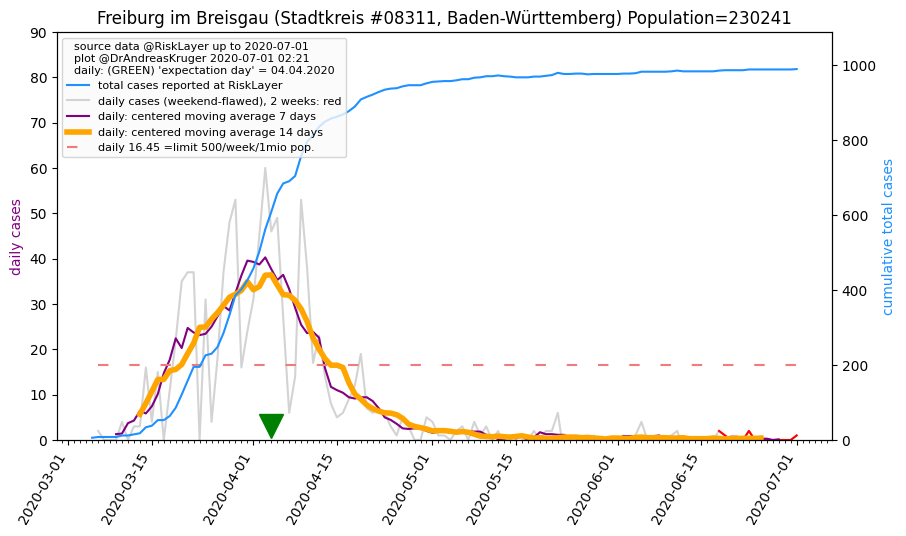 Freiburg im Breisgau (Stadtkreis #08311, Baden-Württemberg) Population=230241
source data @RiskLayer up to 2020-07-01
plot @DrAndreasKruger 2020-07-01 02:21
daily: (GREEN) 'expectation day' = 04.04.2020
total cases reported at RiskLayer
daily cases (weekend-flawed), 2 weeks: red
daily: centered moving average 7 days
daily: centered moving average 14 days
daily 16.45 =limit 500/week/1mio pop.
daily cases
90
80
70
60
50
40
30
20
10
0
cumulative total cases
1000
800
600
400
200
0
2020-03-01
2020-03-15
2020-04-01
2020-04-15
2020-05-01
2020-05-15
2020-06-01
2020-06-15
2020-07-01